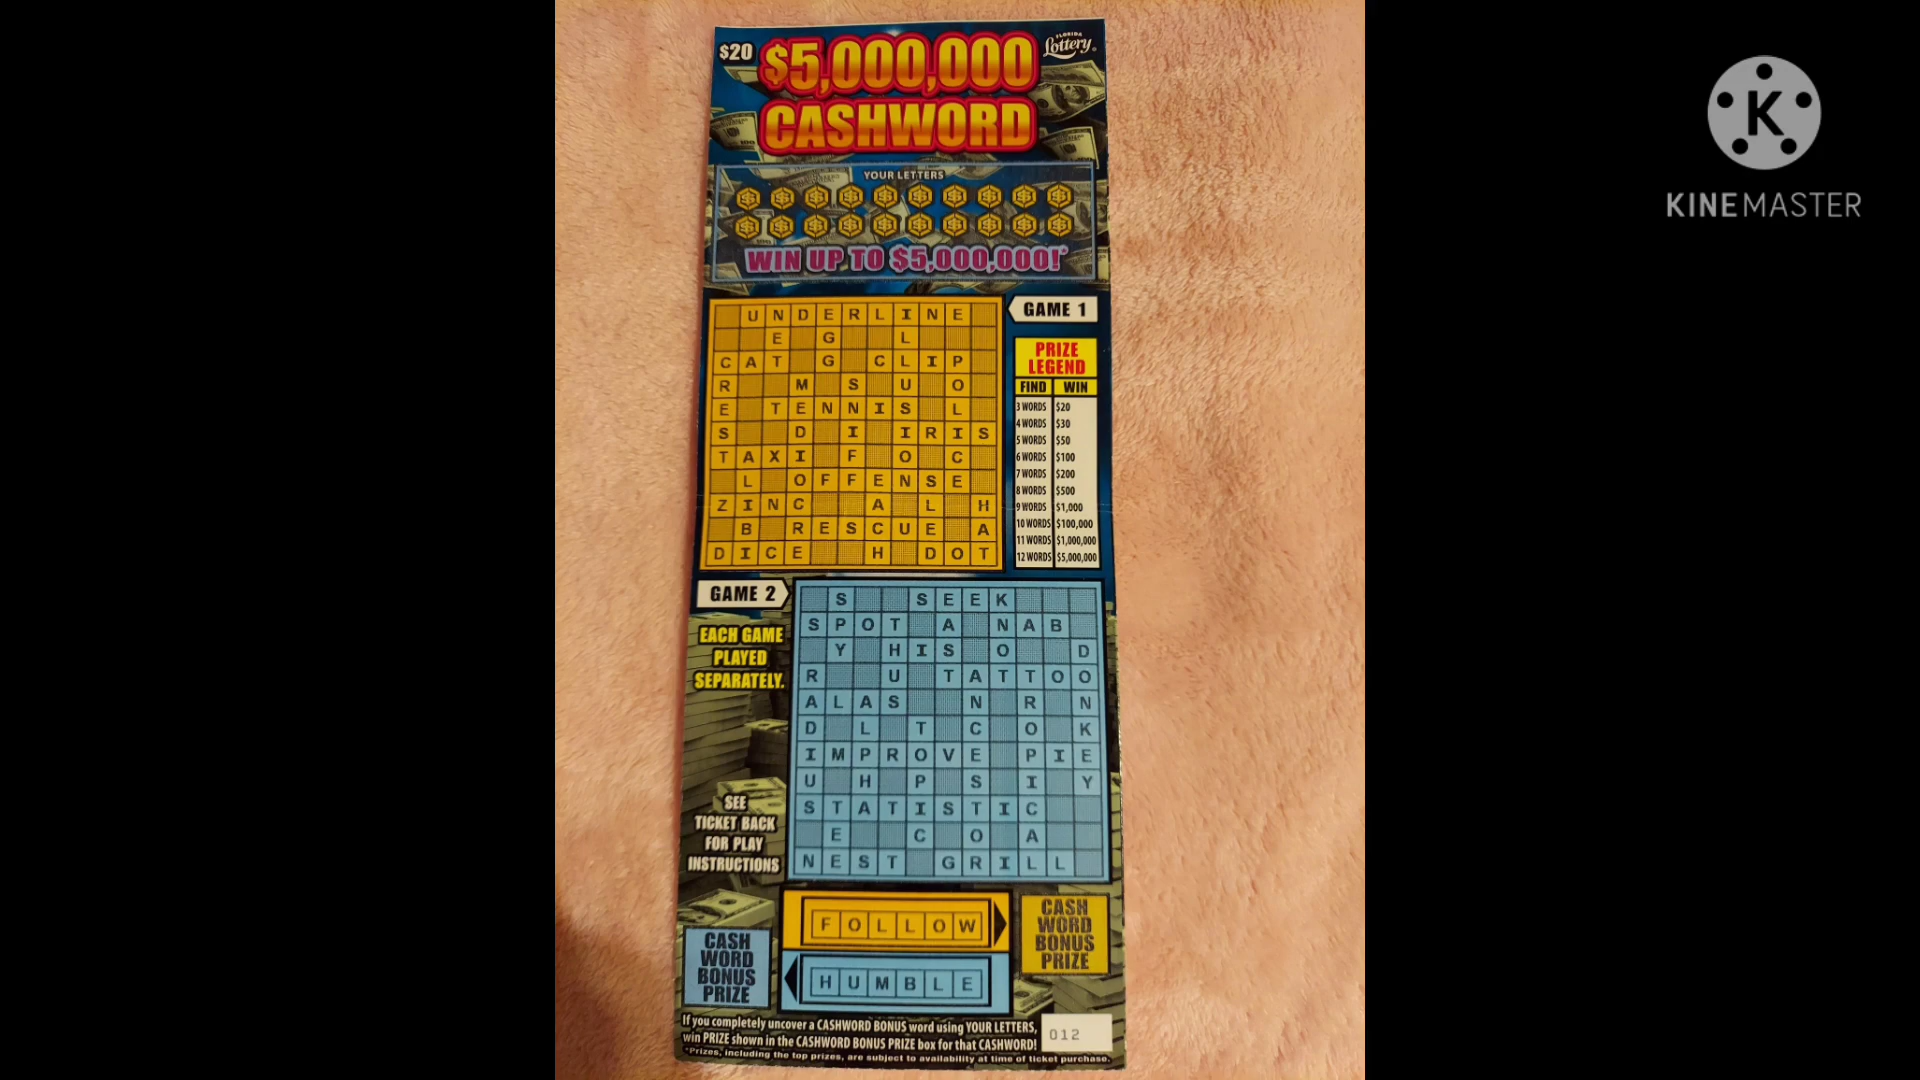 $20 $5,000,000 FLORIDA Lottery
CASHWORD
YOUR LETTERS
WIN UP TO $5,000,000!*
GAME 1
UNDERLINE
E G L
CAT G CLIP
R M S U O
E TENNIS L
S D I IRIS
TAXI F O C
L OFFENSE
ZINC A L H
B RESCUE A
DICE H DOT
PRIZE
LEGEND
FIND WIN
3 WORDS $20
4 WORDS $30
5 WORDS $50
6 WORDS $100
7 WORDS $200
8 WORDS $500
9 WORDS $1,000
10 WORDS $100,000
11 WORDS $1,000,000
12 WORDS $5,000,000
GAME 2
EACH GAME
PLAYED
SEPARATELY.
SEE
TICKET BACK
FOR PLAY
INSTRUCTIONS
S SEEK
SPOT A NAB
Y HIS O D
R U TATTOO
ALAS N R N
D L T C O K
IMPROVE PIE
U H P S I Y
STATISTIC
E C O A
NEST GRILL
FOLLOW
CASH
WORD
BONUS
PRIZE
CASH
WORD
BONUS
PRIZE
HUMBLE
If you completely uncover a CASHWORD BONUS word using YOUR LETTERS,
win PRIZE shown in the CASHWORD BONUS PRIZE box for that CASHWORD!
012
*Prizes, including the top prizes, are subject to availability at time of ticket purchase.
K
KINEMASTER